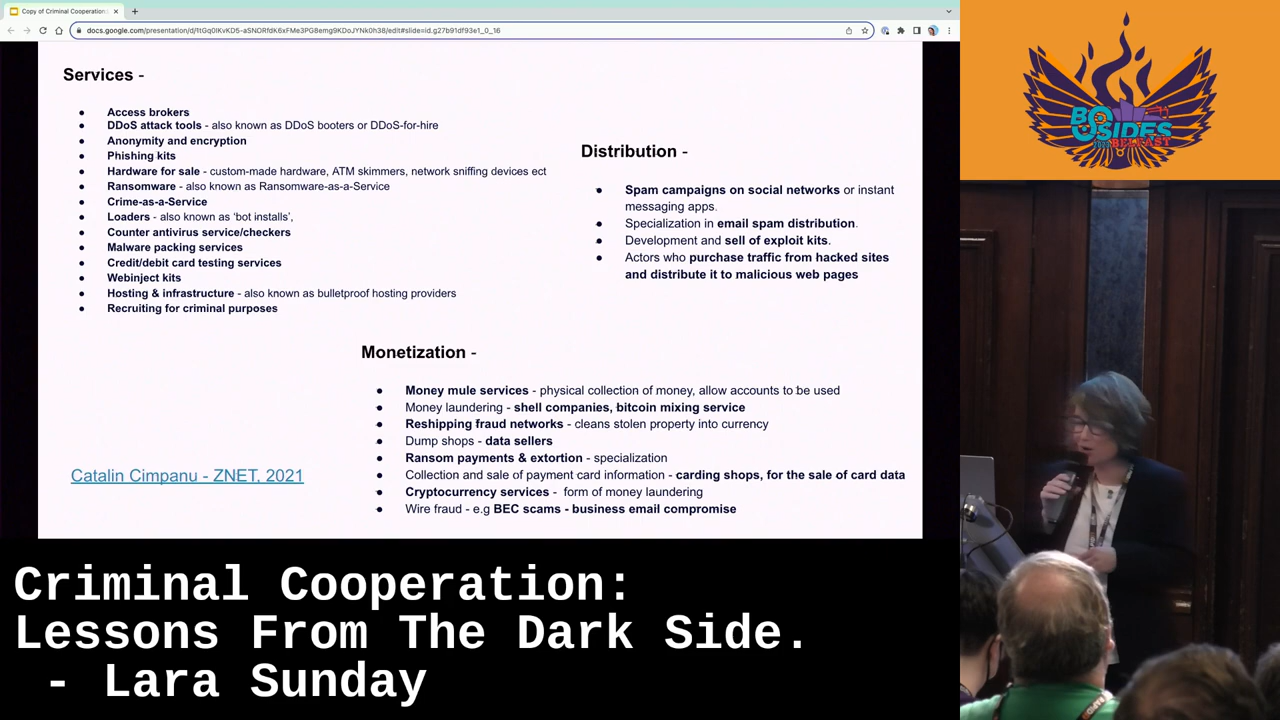 Copy of Criminal Cooperation:
docs.google.com/presentation/d/1tGq0IKvKD5-aSNORfdK6xFMe3PG8emg9KDoJYNk0h38/edit#slide=id.g27b91df93e1_0_16
Services -
Access brokers
DDoS attack tools - also known as DDoS booters or DDoS-for-hire
Anonymity and encryption
Phishing kits
Hardware for sale - custom-made hardware, ATM skimmers, network sniffing devices ect
Ransomware - also known as Ransomware-as-a-Service
Crime-as-a-Service
Loaders - also known as ‘bot installs’,
Counter antivirus service/checkers
Malware packing services
Credit/debit card testing services
Webinject kits
Hosting & infrastructure - also known as bulletproof hosting providers
Recruiting for criminal purposes
Distribution -
Spam campaigns on social networks or instant
messaging apps.
Specialization in email spam distribution.
Development and sell of exploit kits.
Actors who purchase traffic from hacked sites
and distribute it to malicious web pages
Monetization -
Money mule services - physical collection of money, allow accounts to be used
Money laundering - shell companies, bitcoin mixing service
Reshipping fraud networks - cleans stolen property into currency
Dump shops - data sellers
Ransom payments & extortion - specialization
Collection and sale of payment card information - carding shops, for the sale of card data
Cryptocurrency services - form of money laundering
Wire fraud - e.g BEC scams - business email compromise
Catalin Cimpanu - ZNET, 2021
BSIDES
2023 BELFAST
Criminal Cooperation:
Lessons From The Dark Side.
- Lara Sunday